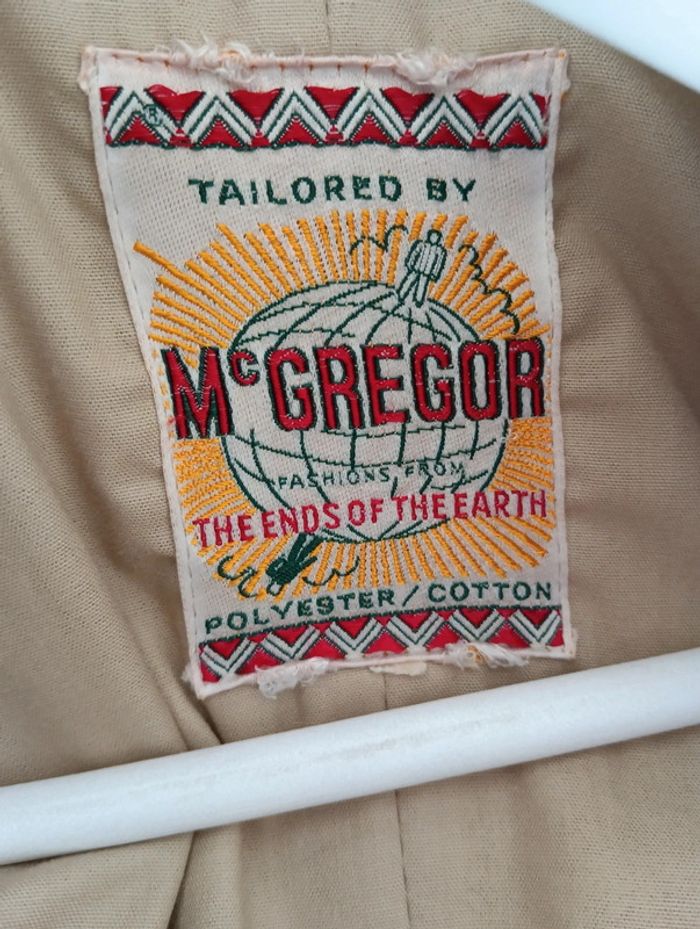 ®
TAILORED BY
McGREGOR
FASHIONS FROM
THE ENDS OF THE EARTH
POLYESTER/COTTON